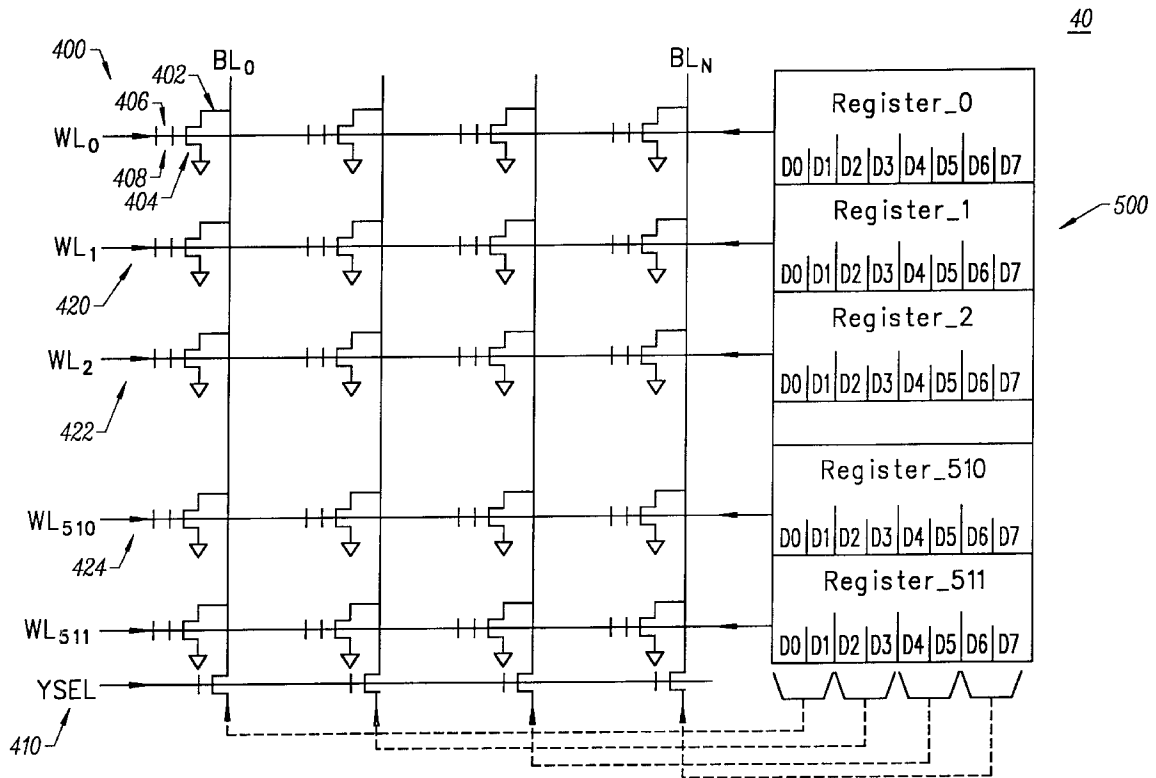 40
400
BL0
402
BLN
406
WL0
408
404
Register_0
D0 D1 D2 D3 D4 D5 D6 D7
500
WL1
420
Register_1
D0 D1 D2 D3 D4 D5 D6 D7
WL2
422
Register_2
D0 D1 D2 D3 D4 D5 D6 D7
WL510
424
Register_510
D0 D1 D2 D3 D4 D5 D6 D7
WL511
Register_511
D0 D1 D2 D3 D4 D5 D6 D7
YSEL
410